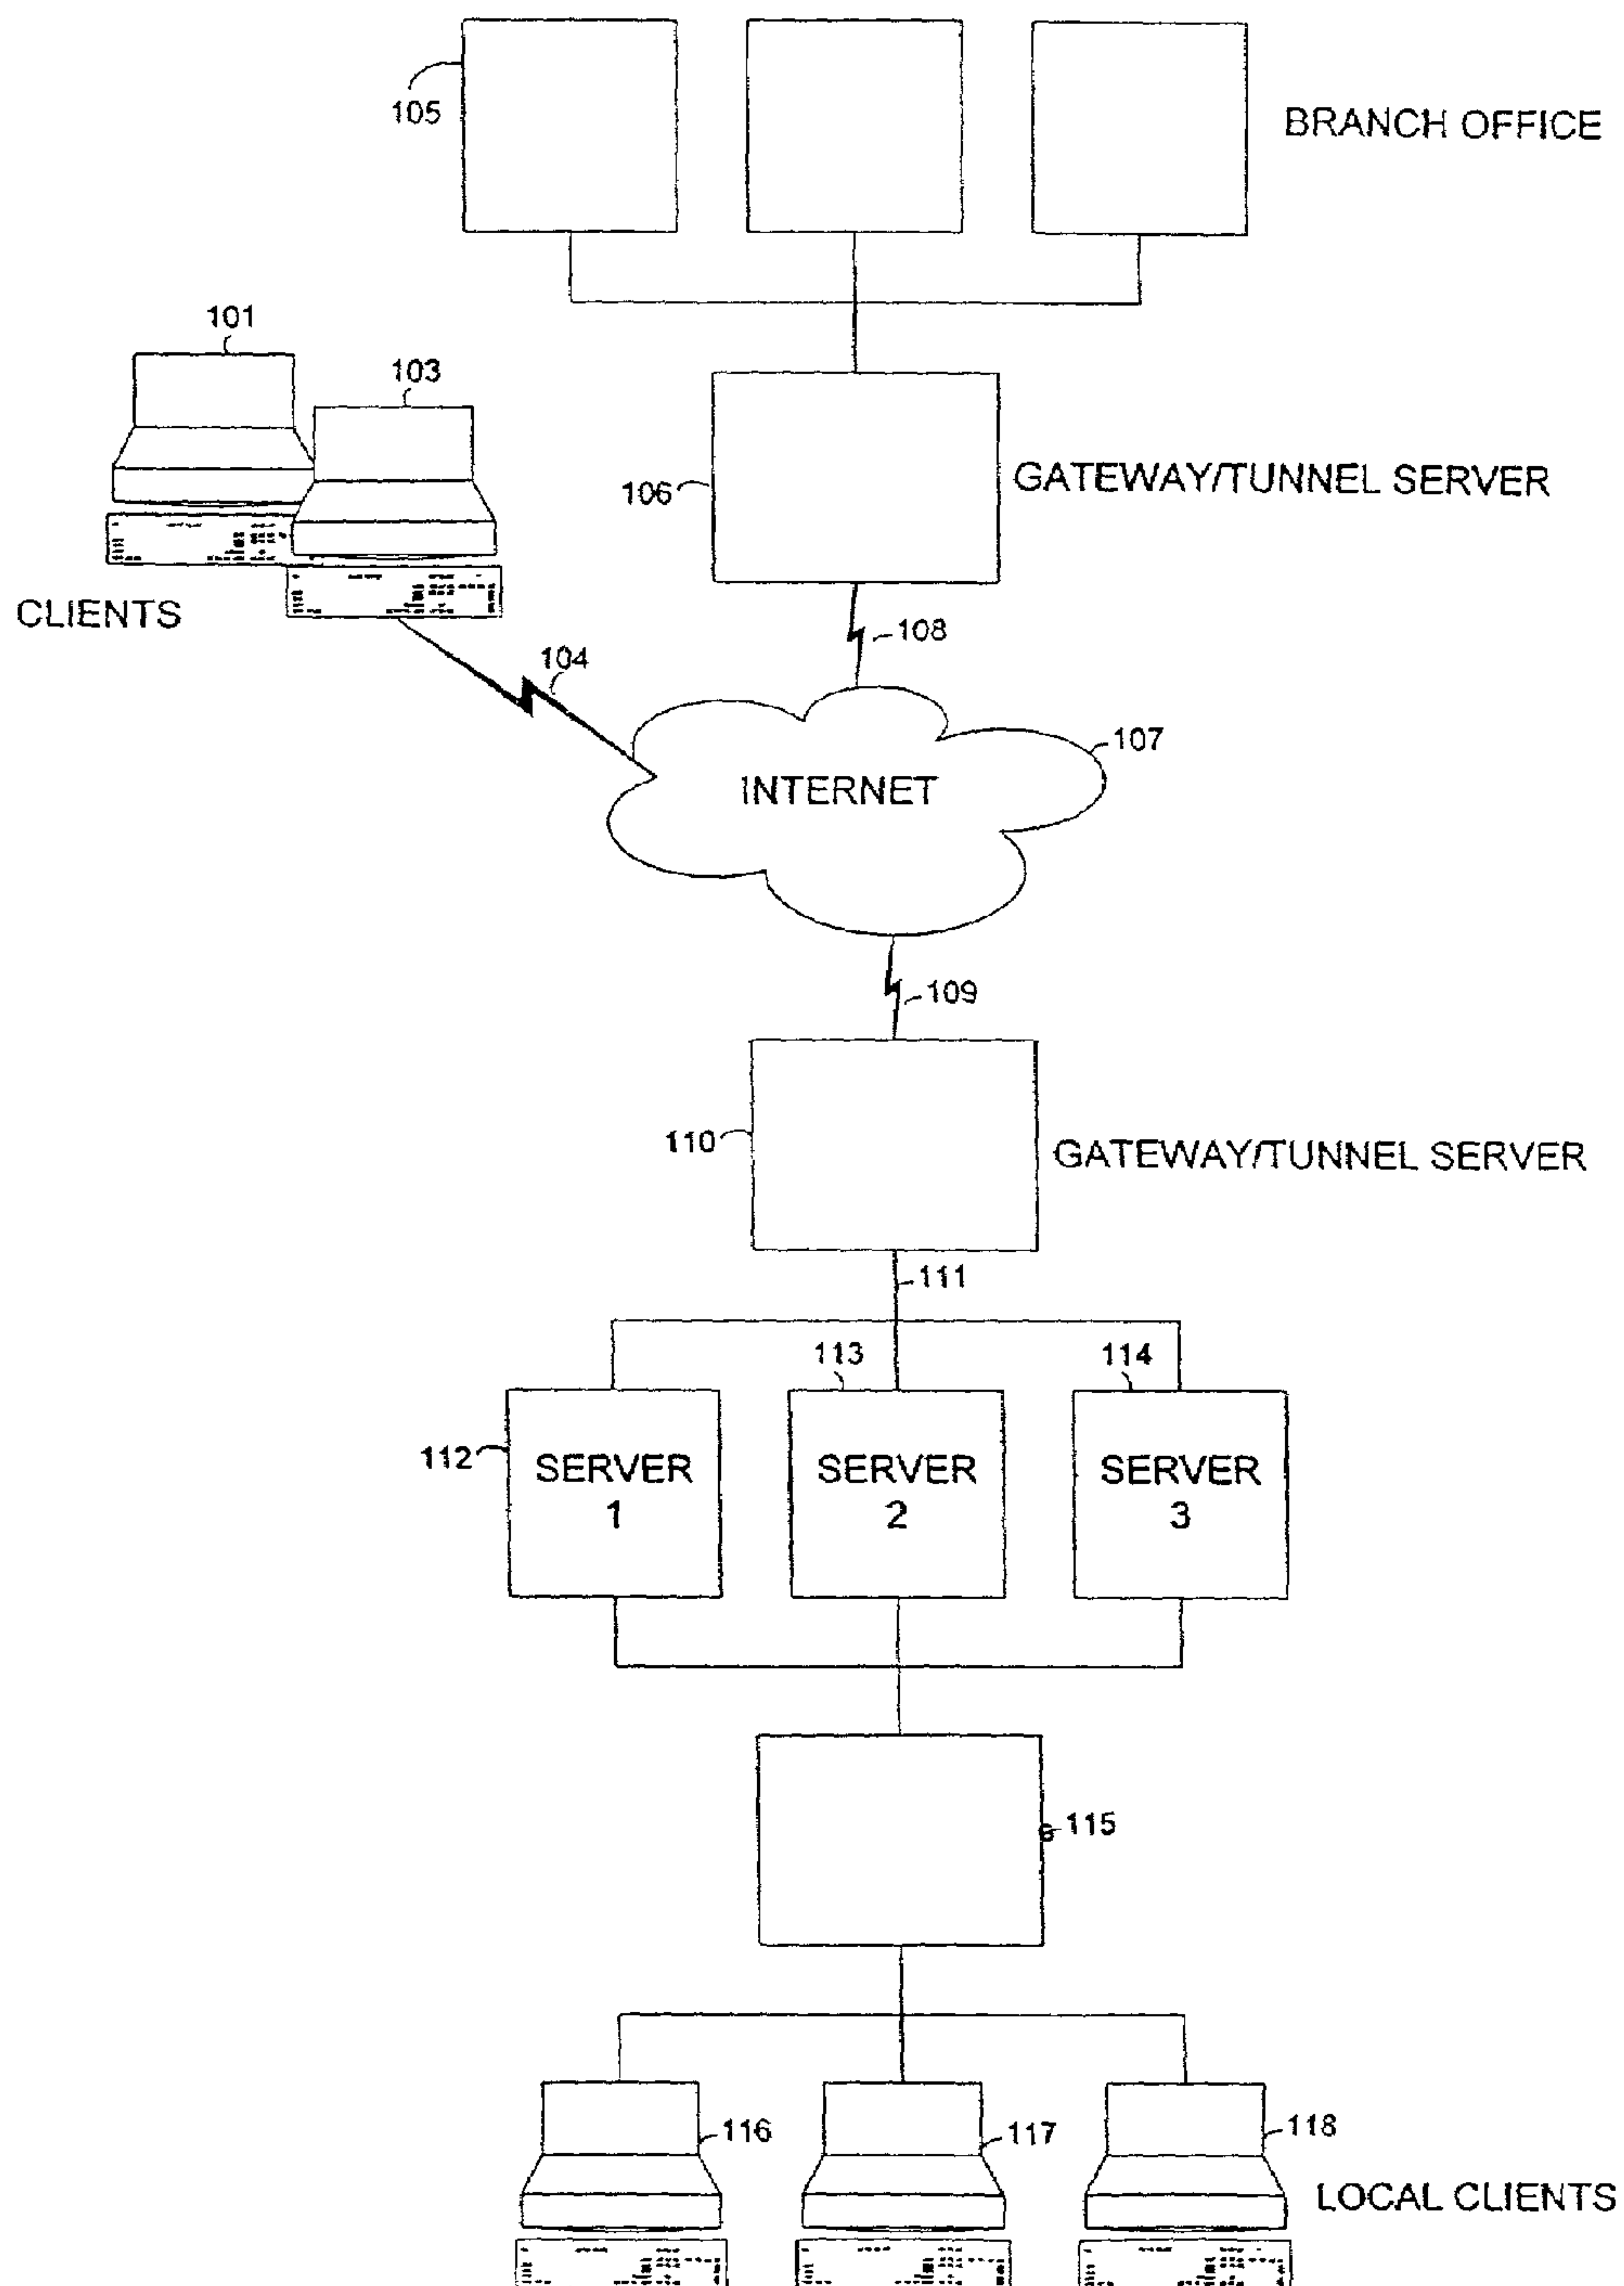 105
BRANCH OFFICE
101
103
106
GATEWAY/TUNNEL SERVER
CLIENTS
108
104
107
INTERNET
109
110
GATEWAY/TUNNEL SERVER
111
113
114
112
SERVER
1
SERVER
2
SERVER
3
115
116
117
118
LOCAL CLIENTS